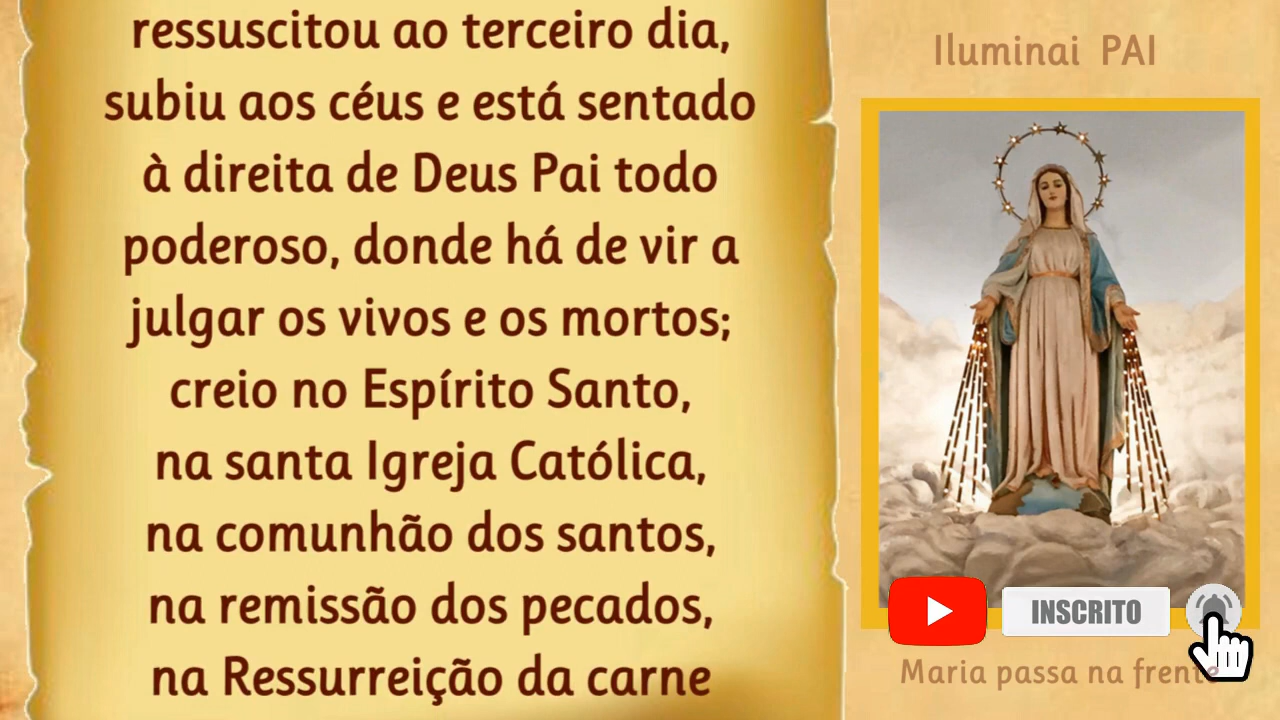 ressuscitou ao terceiro dia,
subiu aos céus e está sentado
à direita de Deus Pai todo
poderoso, donde há de vir a
julgar os vivos e os mortos;
creio no Espírito Santo,
na santa Igreja Católica,
na comunhão dos santos,
na remissão dos pecados,
na Ressurreição da carne
Iluminai PAI
INSCRITO
Maria passa na frente